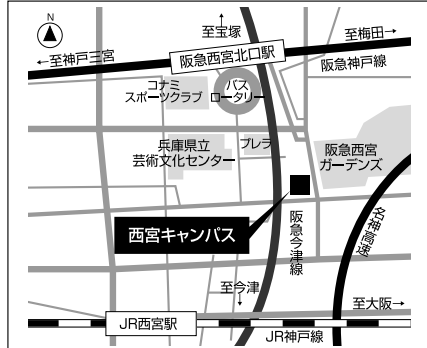 N
至宝塚
至梅田→
←至神戸三宮
阪急西宮北口駅
阪急神戸線
コナミ
スポーツクラブ
バス
ロータリー
兵庫県立
芸術文化センター
プレラ
阪急西宮
ガーデンズ
西宮キャンパス
阪急今津線
名神高速
至今津
至大阪→
JR西宮駅
JR神戸線